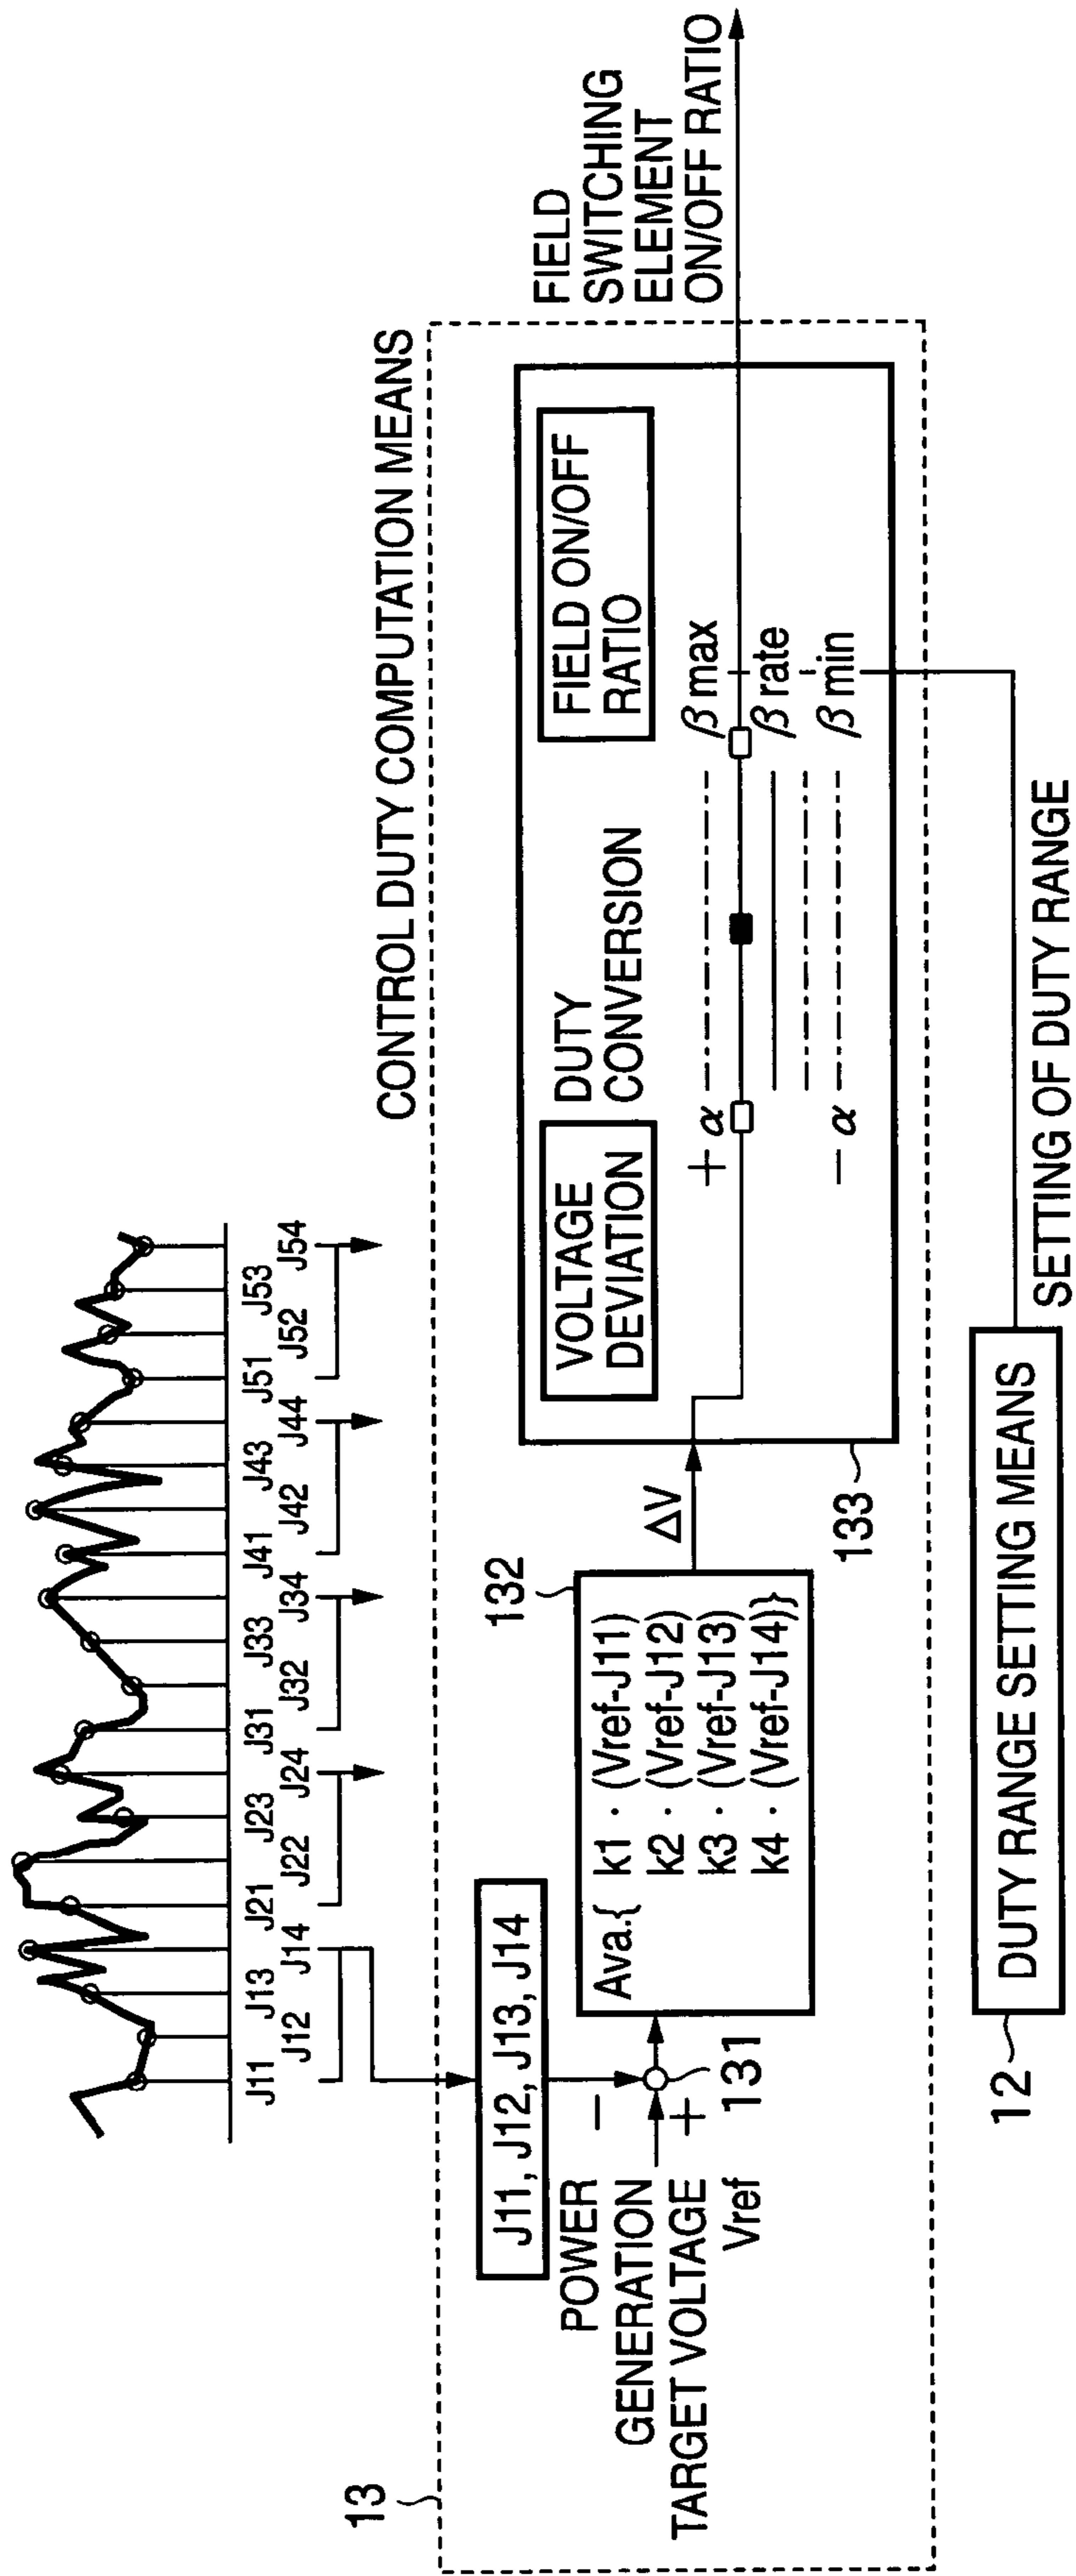 J11
J12
J13
J14
J21
J22
J23
J24
J31
J32
J33
J34
J41
J42
J43
J44
J51
J52
J53
J54
13
CONTROL DUTY COMPUTATION MEANS
J11, J12, J13, J14
POWER
GENERATION
TARGET VOLTAGE
Vref
−
+
131
132
Ava.{ k1 · (Vref-J11)
k2 · (Vref-J12)
k3 · (Vref-J13)
k4 · (Vref-J14)}
ΔV
133
VOLTAGE
DEVIATION
DUTY
CONVERSION
FIELD ON/OFF
RATIO
+ α
− α
β max
β rate
β min
FIELD
SWITCHING
ELEMENT
ON/OFF RATIO
12
DUTY RANGE SETTING MEANS
SETTING OF DUTY RANGE